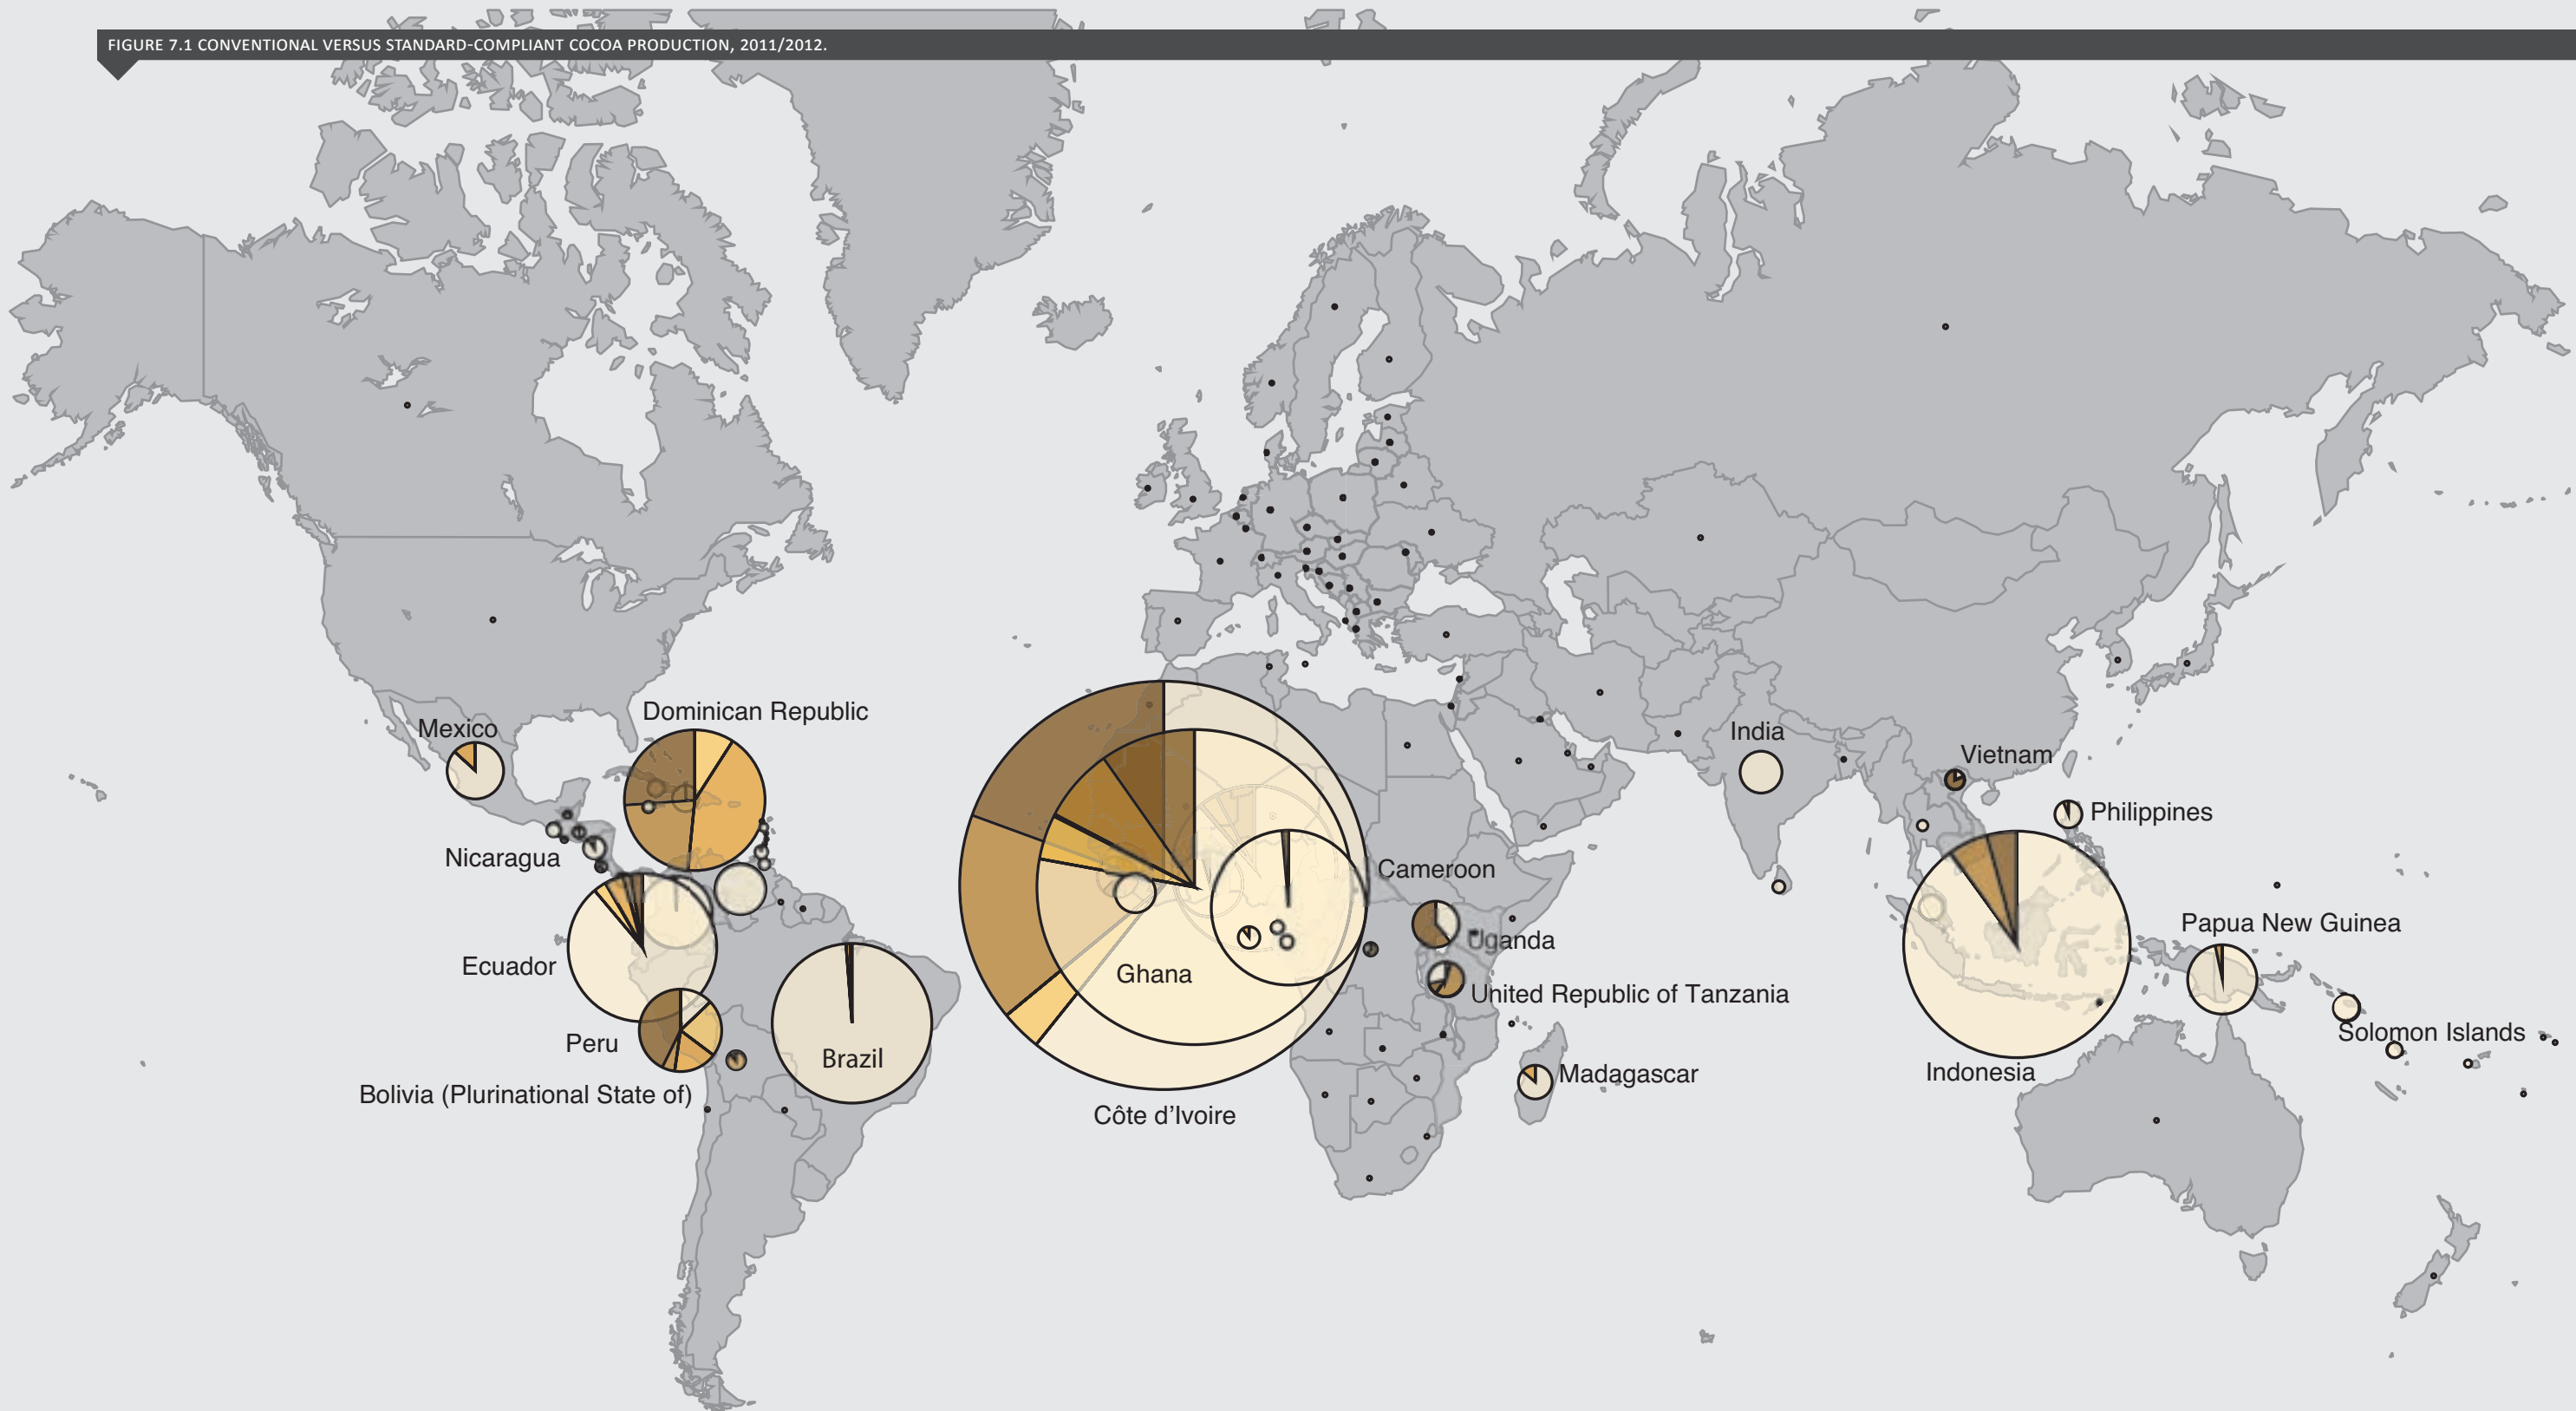 FIGURE 7.1 CONVENTIONAL VERSUS STANDARD-COMPLIANT COCOA PRODUCTION, 2011/2012.
Dominican Republic
Mexico
India
Vietnam
Philippines
Nicaragua
Cameroon
Papua New Guinea
Uganda
Ecuador
Ghana
United Republic of Tanzania
Solomon Islands
Peru
Brazil
Indonesia
Madagascar
Bolivia (Plurinational State of)
Côte d’Ivoire